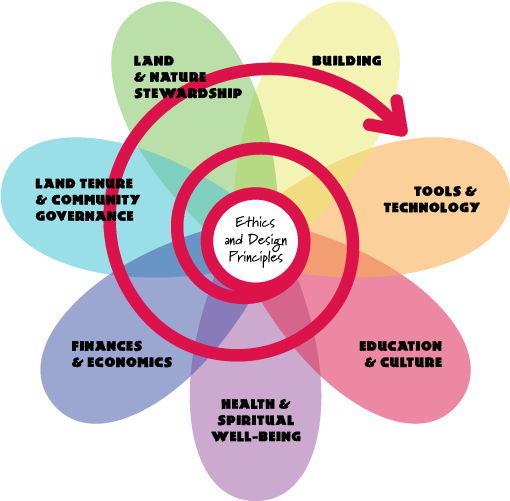 LAND
& NATURE
STEWARDSHIP
BUILDING
TOOLS &
TECHNOLOGY
EDUCATION
& CULTURE
HEALTH &
SPIRITUAL
WELL-BEING
FINANCES
& ECONOMICS
LAND TENURE
& COMMUNITY
GOVERNANCE
Ethics
and Design
Principles